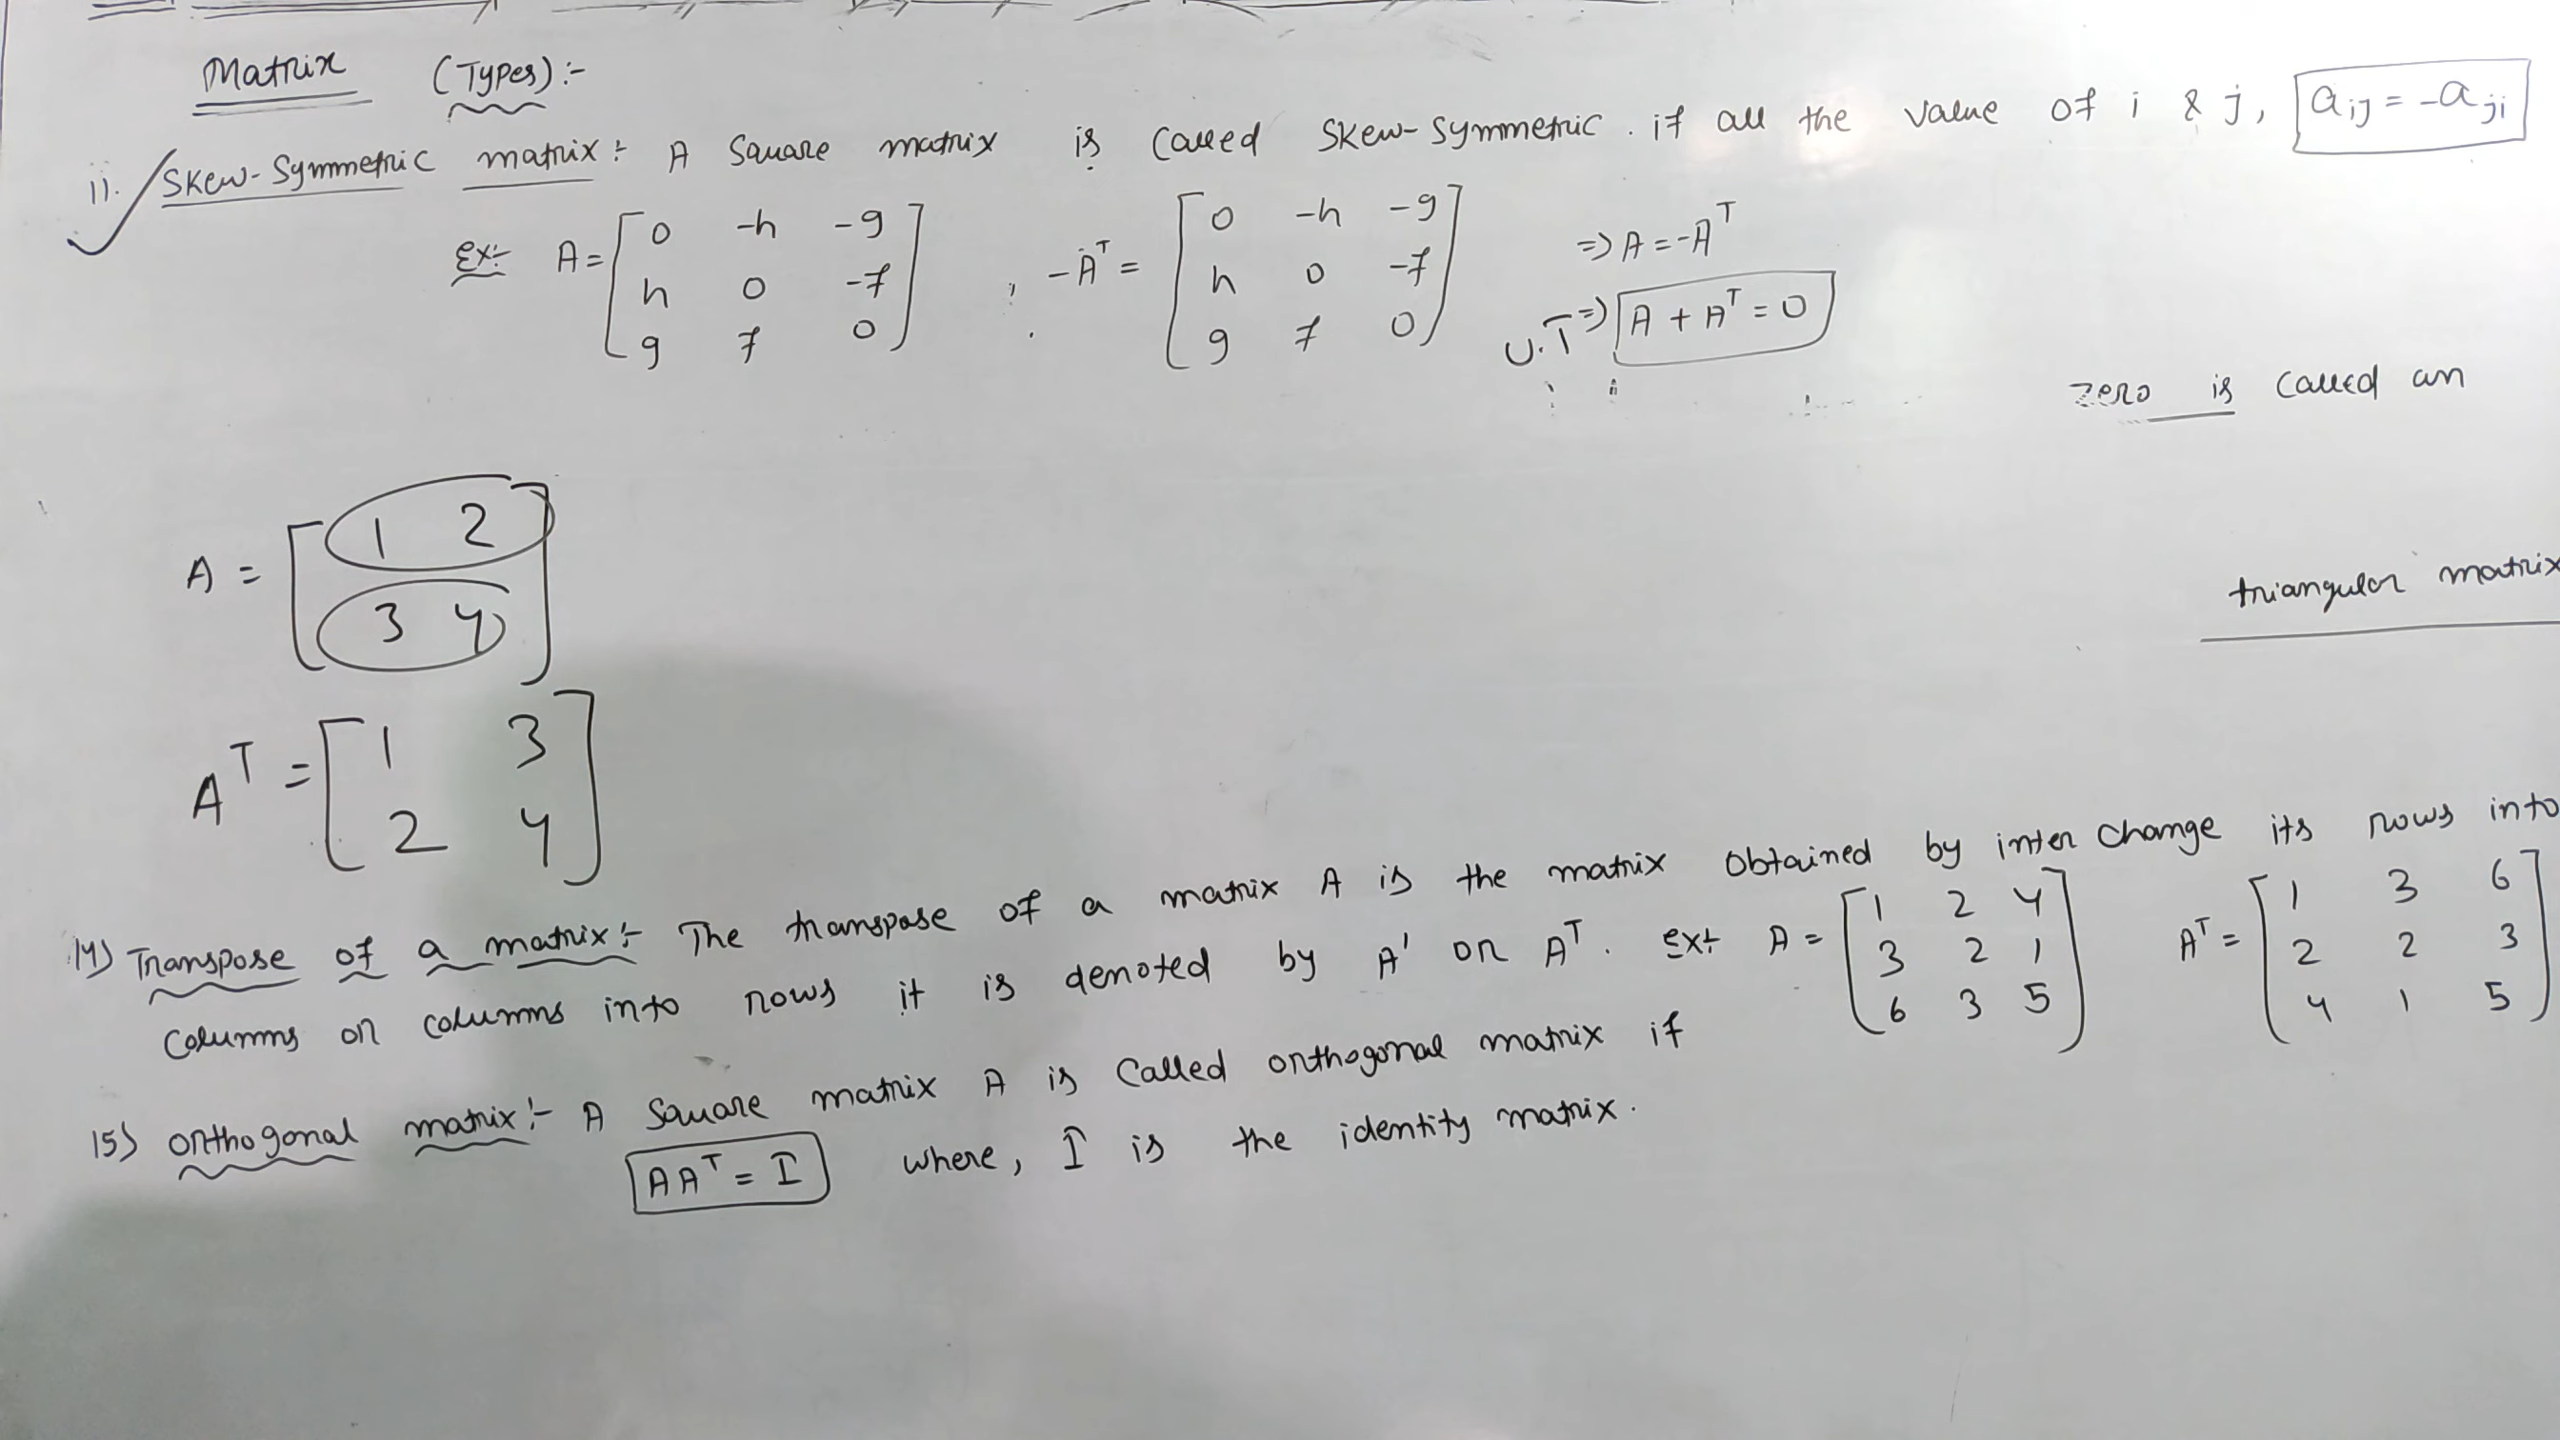 Matrix (Types):-
11. Skew-Symmetric matrix:- A Square matrix is called Skew-Symmetric. if all the value of i & j, aij = -aji
ex:- A = [0 -h -g
h 0 -7
g 7 0] , -A^T = [0 -h -g
h 0 -7
g 7 0]
=> A = -A^T
U.T => A + A^T = 0
zero is called an
A = [1 2
3 4]
triangular matrix
A^T = [1 3
2 4]
14) Transpose of a matrix:- The transpose of a matrix A is the matrix obtained by inter change its rows into
columns or columns into rows it is denoted by A' or A^T. ex:- A = [1 2 4
3 2 1
6 3 5] A^T = [1 3 6
2 2 3
4 1 5]
15) orthogonal matrix:- A Square matrix A is called orthogonal matrix if
AA^T = I where, I is the identity matrix.